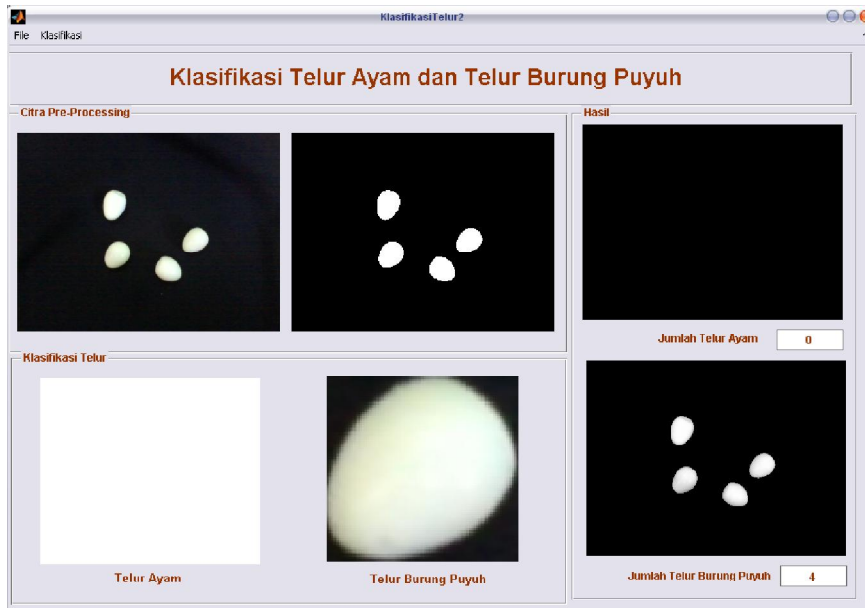 KlasifikasiTelur2
File Klasifikasi
Klasifikasi Telur Ayam dan Telur Burung Puyuh
Citra Pre-Processing
Hasil
Jumlah Telur Ayam 0
Klasifikasi Telur
Telur Ayam
Telur Burung Puyuh
Jumlah Telur Burung Puyuh 4